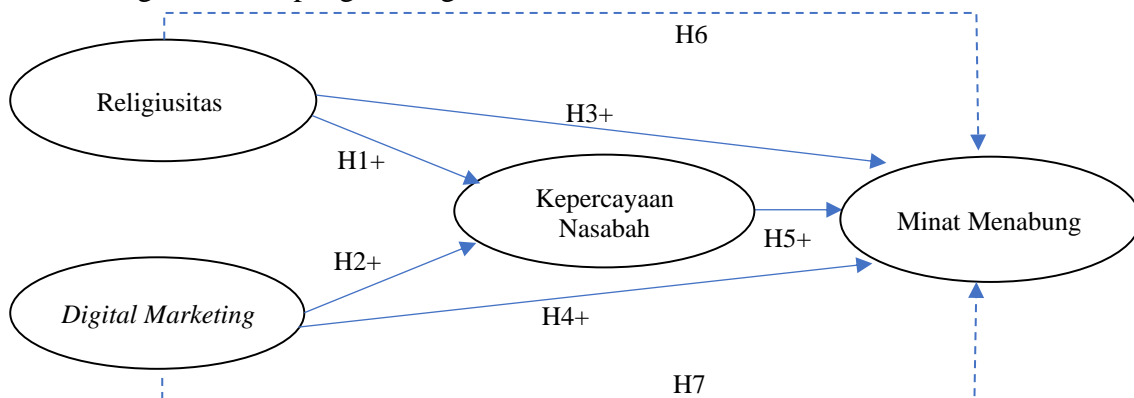 H6
Religiusitas
H3+
H1+
Kepercayaan
Nasabah
Minat Menabung
H5+
H2+
Digital Marketing
H4+
H7